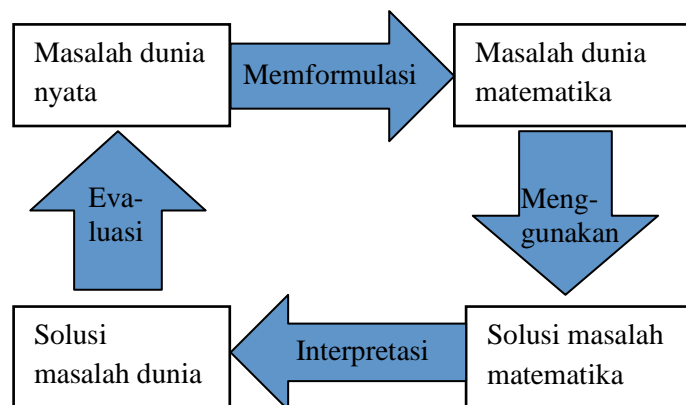 Masalah dunia
nyata
Memformulasi
Masalah dunia
matematika
Eva-
luasi
Meng-
gunakan
Solusi
masalah dunia
Interpretasi
Solusi masalah
matematika